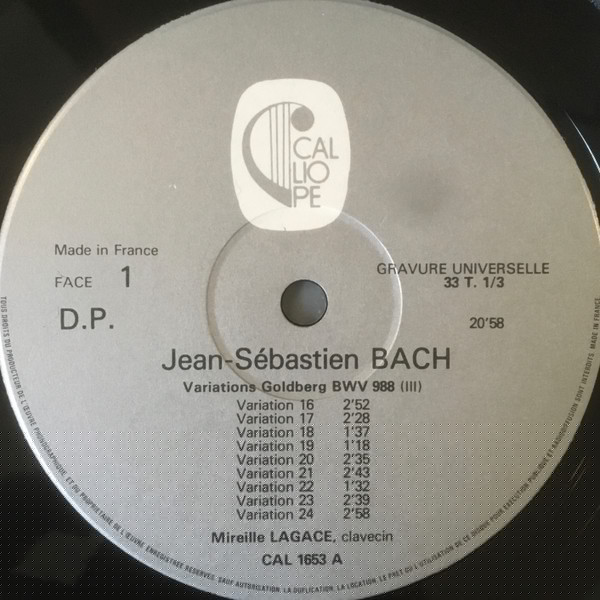 CAL
LIO
PE
Made in France
FACE 1
D.P.
GRAVURE UNIVERSELLE
33 T. 1/3
20'58
Jean-Sébastien BACH
Variations Goldberg BWV 988 (III)
Variation 16 2'52
Variation 17 2'28
Variation 18 1'37
Variation 19 1'18
Variation 20 2'35
Variation 21 2'43
Variation 22 1'32
Variation 23 2'39
Variation 24 2'58
Mireille LAGACE, clavecin
CAL 1653 A
TOUS DROITS DU PRODUCTEUR DE L'ŒUVRE PHONOGRAPHIQUE ET DU PROPRIETAIRE DE L'ŒUVRE ENREGISTREE RESERVES. SAUF AUTORISATION, LA DUPLICATION, LA LOCATION, LE PRET OU L'UTILISATION DE CE DISQUE POUR EXECUTION PUBLIQUE ET RADIODIFFUSION SONT INTERDITS. MADE IN FRANCE